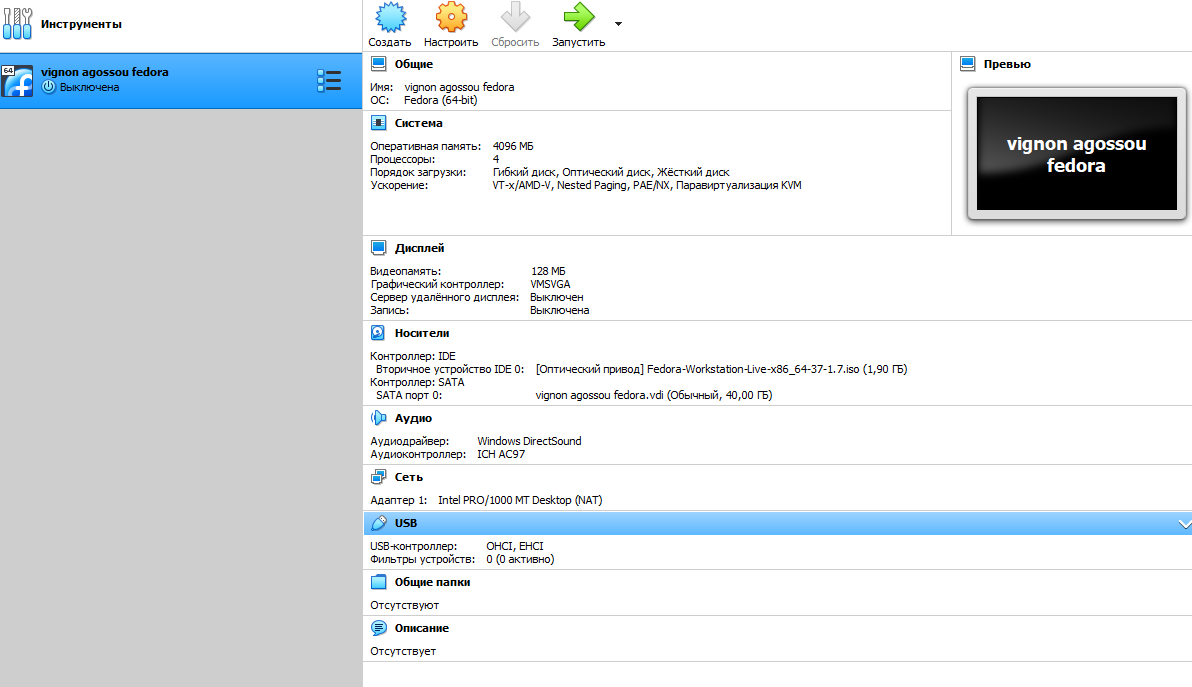 Инструменты
Создать Настроить Сбросить Запустить
64
vignon agossou fedora
Выключена
Общие
Имя: vignon agossou fedora
ОС: Fedora (64-bit)
Превью
vignon agossou
fedora
Система
Оперативная память: 4096 МБ
Процессоры: 4
Порядок загрузки: Гибкий диск, Оптический диск, Жёсткий диск
Ускорение: VT-x/AMD-V, Nested Paging, PAE/NX, Паравиртуализация KVM
Дисплей
Видеопамять: 128 МБ
Графический контроллер: VMSVGA
Сервер удалённого дисплея: Выключен
Запись: Выключена
Носители
Контроллер: IDE
Вторичное устройство IDE 0: [Оптический привод] Fedora-Workstation-Live-x86_64-37-1.7.iso (1,90 ГБ)
Контроллер: SATA
SATA порт 0: vignon agossou fedora.vdi (Обычный, 40,00 ГБ)
Аудио
Аудиодрайвер: Windows DirectSound
Аудиоконтроллер: ICH AC97
Сеть
Адаптер 1: Intel PRO/1000 MT Desktop (NAT)
USB
USB-контроллер: OHCI, EHCI
Фильтры устройств: 0 (0 активно)
Общие папки
Отсутствуют
Описание
Отсутствует